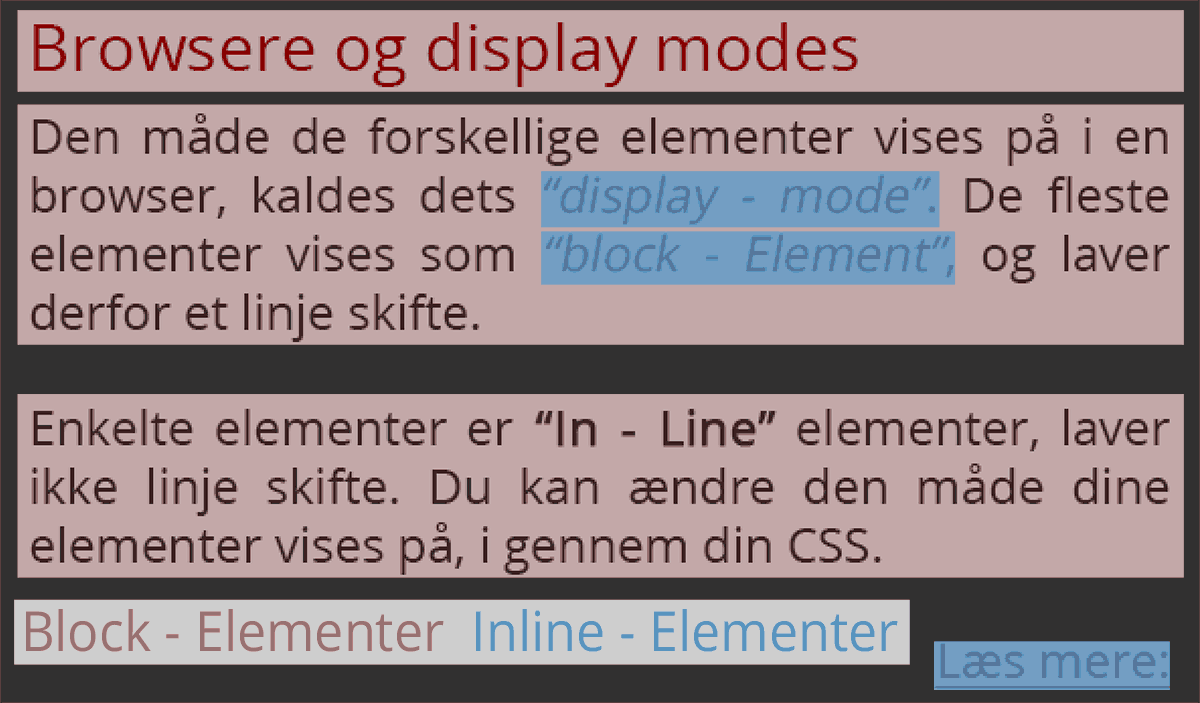 Browsere og display modes
Den måde de forskellige elementer vises på i en
browser, kaldes dets “display - mode”. De fleste
elementer vises som “block - Element”, og laver
derfor et linje skifte.
Enkelte elementer er “In - Line” elementer, laver
ikke linje skifte. Du kan ændre den måde dine
elementer vises på, i gennem din CSS.
Block - Elementer Inline - Elementer
Læs mere: